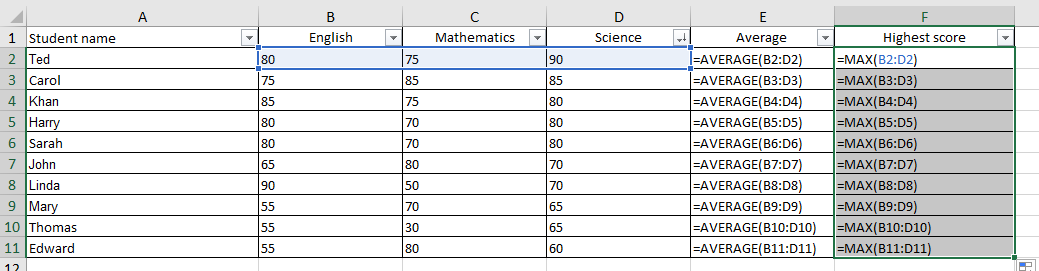 A B C D E F
1 Student name English Mathematics Science Average Highest score
2 Ted 80 75 90 =AVERAGE(B2:D2) =MAX(B2:D2)
3 Carol 75 85 85 =AVERAGE(B3:D3) =MAX(B3:D3)
4 Khan 85 75 80 =AVERAGE(B4:D4) =MAX(B4:D4)
5 Harry 80 70 80 =AVERAGE(B5:D5) =MAX(B5:D5)
6 Sarah 80 70 80 =AVERAGE(B6:D6) =MAX(B6:D6)
7 John 65 80 70 =AVERAGE(B7:D7) =MAX(B7:D7)
8 Linda 90 50 70 =AVERAGE(B8:D8) =MAX(B8:D8)
9 Mary 55 70 65 =AVERAGE(B9:D9) =MAX(B9:D9)
10 Thomas 55 30 65 =AVERAGE(B10:D10) =MAX(B10:D10)
11 Edward 55 80 60 =AVERAGE(B11:D11) =MAX(B11:D11)
12